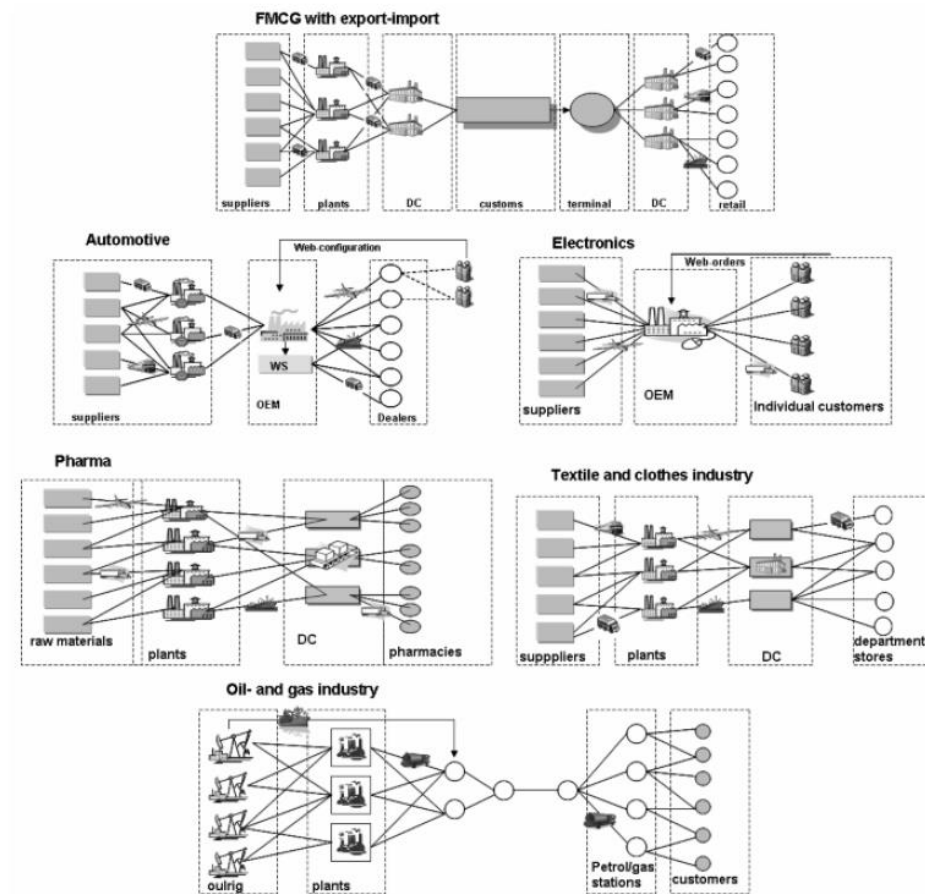 FMCG with export-import
suppliers
plants
DC
customs
terminal
DC
retail
Automotive
Web-configuration
WS
suppliers
OEM
Dealers
Electronics
Web-orders
suppliers
OEM
Individual customers
Pharma
raw materials
plants
DC
pharmacies
Textile and clothes industry
supppliers
plants
DC
department
stores
Oil- and gas industry
oulrig
plants
Petrol/gas
stations
customers